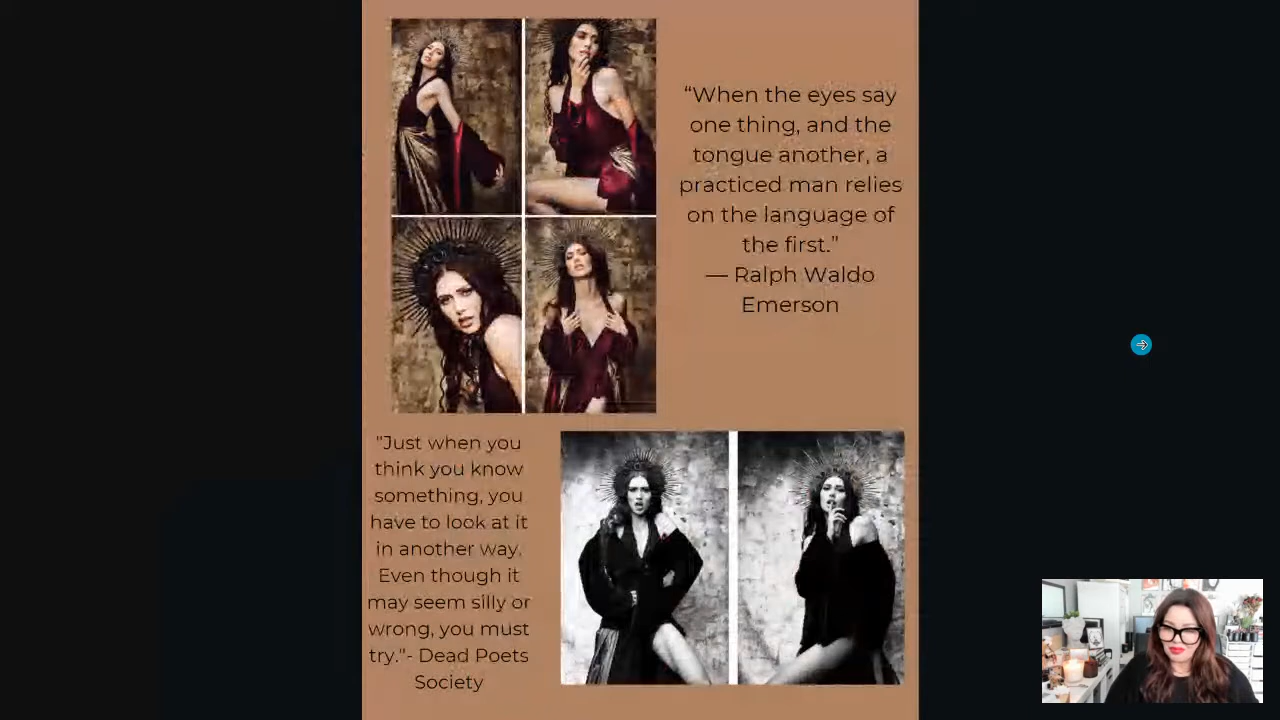 “When the eyes say
one thing, and the
tongue another, a
practiced man relies
on the language of
the first.”
— Ralph Waldo
Emerson
"Just when you
think you know
something, you
have to look at it
in another way.
Even though it
may seem silly or
wrong, you must
try."- Dead Poets
Society